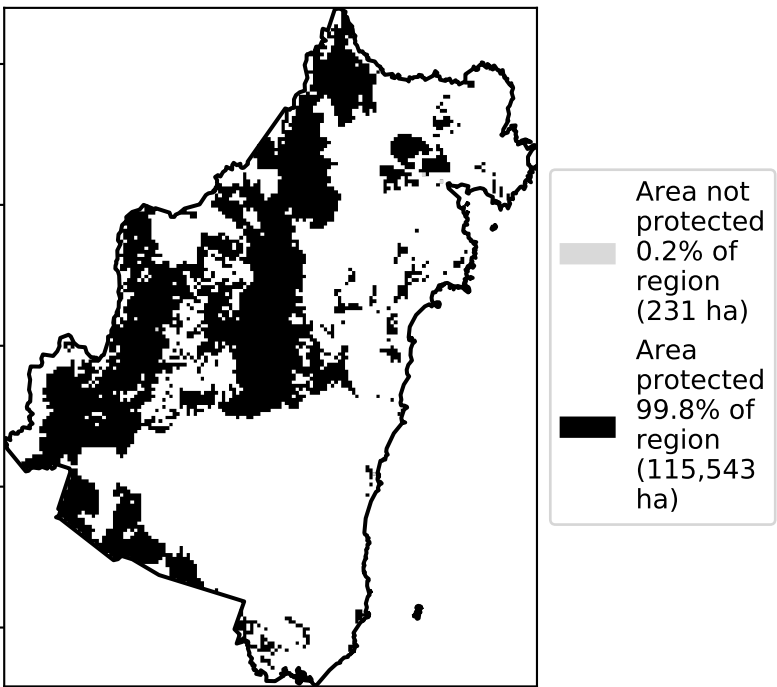 Area not
protected
0.2% of
region
(231 ha)
Area
protected
99.8% of
region
(115,543
ha)